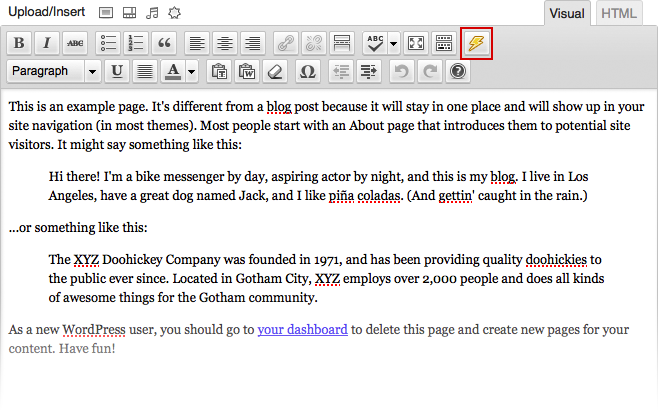 Upload/Insert
Visual
HTML
B I ABC
ABC
Paragraph U A
This is an example page. It's different from a blog post because it will stay in one place and will show up in your
site navigation (in most themes). Most people start with an About page that introduces them to potential site
visitors. It might say something like this:
Hi there! I'm a bike messenger by day, aspiring actor by night, and this is my blog. I live in Los
Angeles, have a great dog named Jack, and I like piña coladas. (And gettin' caught in the rain.)
...or something like this:
The XYZ Doohickey Company was founded in 1971, and has been providing quality doohickies to
the public ever since. Located in Gotham City, XYZ employs over 2,000 people and does all kinds
of awesome things for the Gotham community.
As a new WordPress user, you should go to your dashboard to delete this page and create new pages for your
content. Have fun!